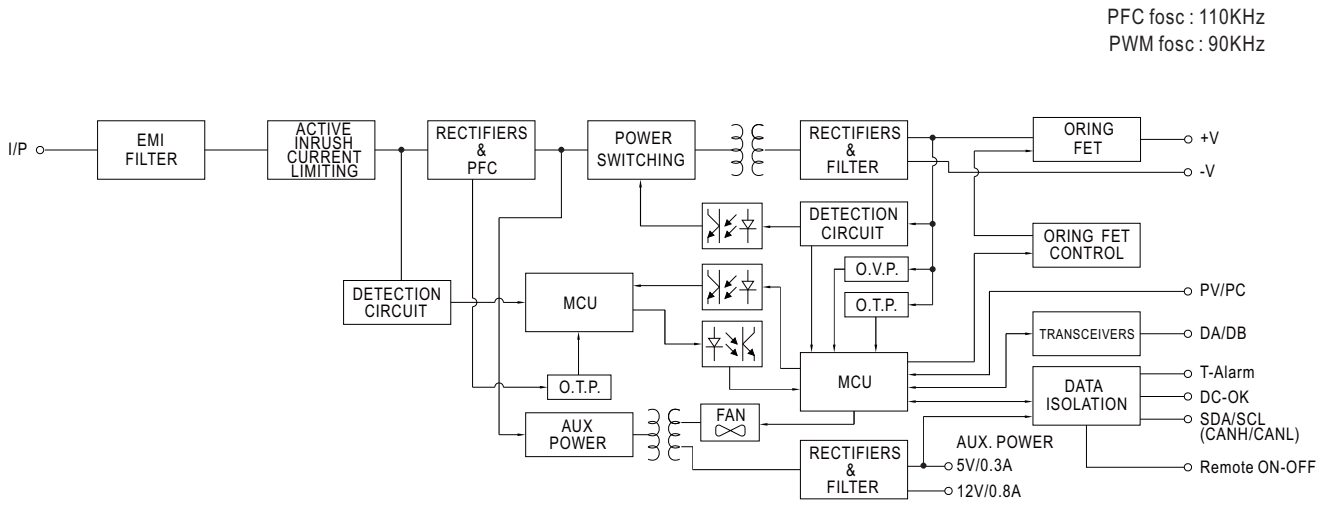 PFC fosc : 110KHz
PWM fosc : 90KHz
I/P
EMI
FILTER
ACTIVE
INRUSH
CURRENT
LIMITING
RECTIFIERS
&
PFC
POWER
SWITCHING
RECTIFIERS
&
FILTER
ORING
FET
+V
-V
DETECTION
CIRCUIT
ORING FET
CONTROL
O.V.P.
O.T.P.
DETECTION
CIRCUIT
MCU
PV/PC
TRANSCEIVERS
DA/DB
MCU
O.T.P.
T-Alarm
DATA
ISOLATION
DC-OK
SDA/SCL
(CANH/CANL)
AUX
POWER
FAN
RECTIFIERS
&
FILTER
AUX. POWER
5V/0.3A
12V/0.8A
Remote ON-OFF